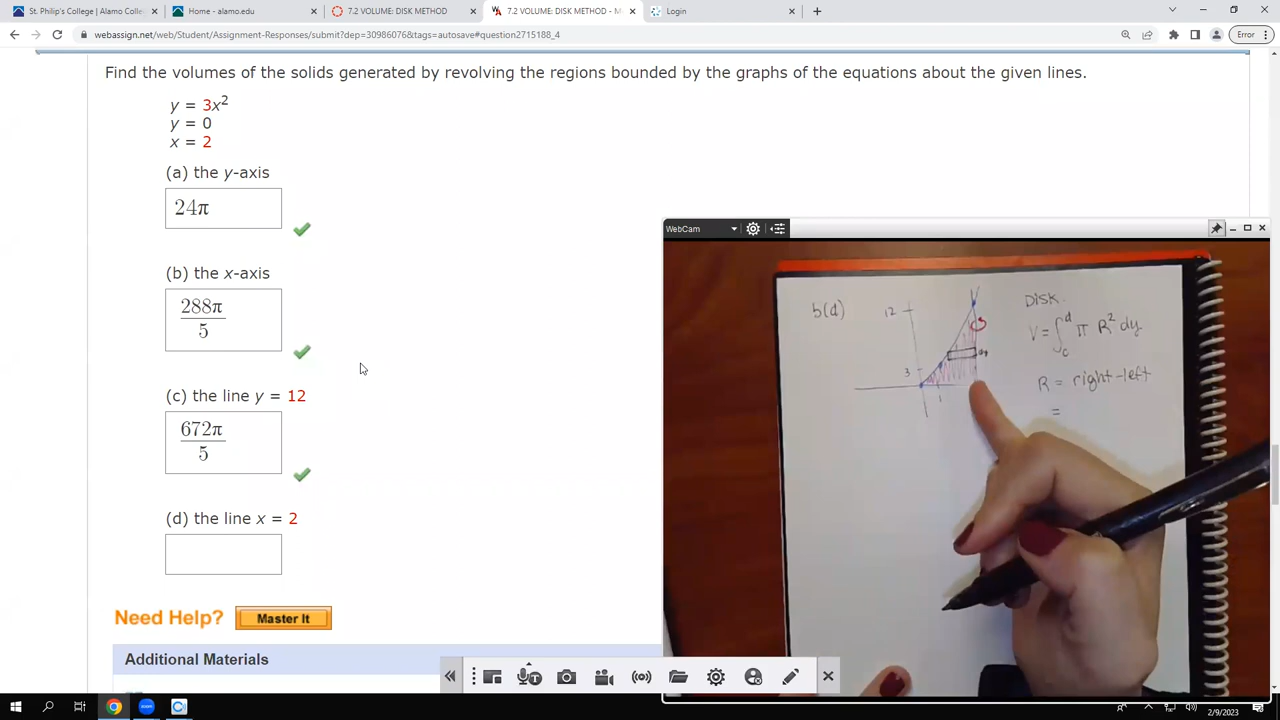 St. Philip's College | Alamo Colle
Home - alamo.edu
7.2 VOLUME: DISK METHOD
7.2 VOLUME: DISK METHOD - M
Login
webassign.net/web/Student/Assignment-Responses/submit?dep=30986076&tags=autosave#question2715188_4
Error
Find the volumes of the solids generated by revolving the regions bounded by the graphs of the equations about the given lines.
y = 3x²
y = 0
x = 2
(a) the y-axis
24π
(b) the x-axis
288π
5
(c) the line y = 12
672π
5
(d) the line x = 2
Need Help? Master It
Additional Materials
WebCam
6(d)
12
3
1
DISK
V = ∫_c^d π R² dy
R = right - left
=
2/9/2023